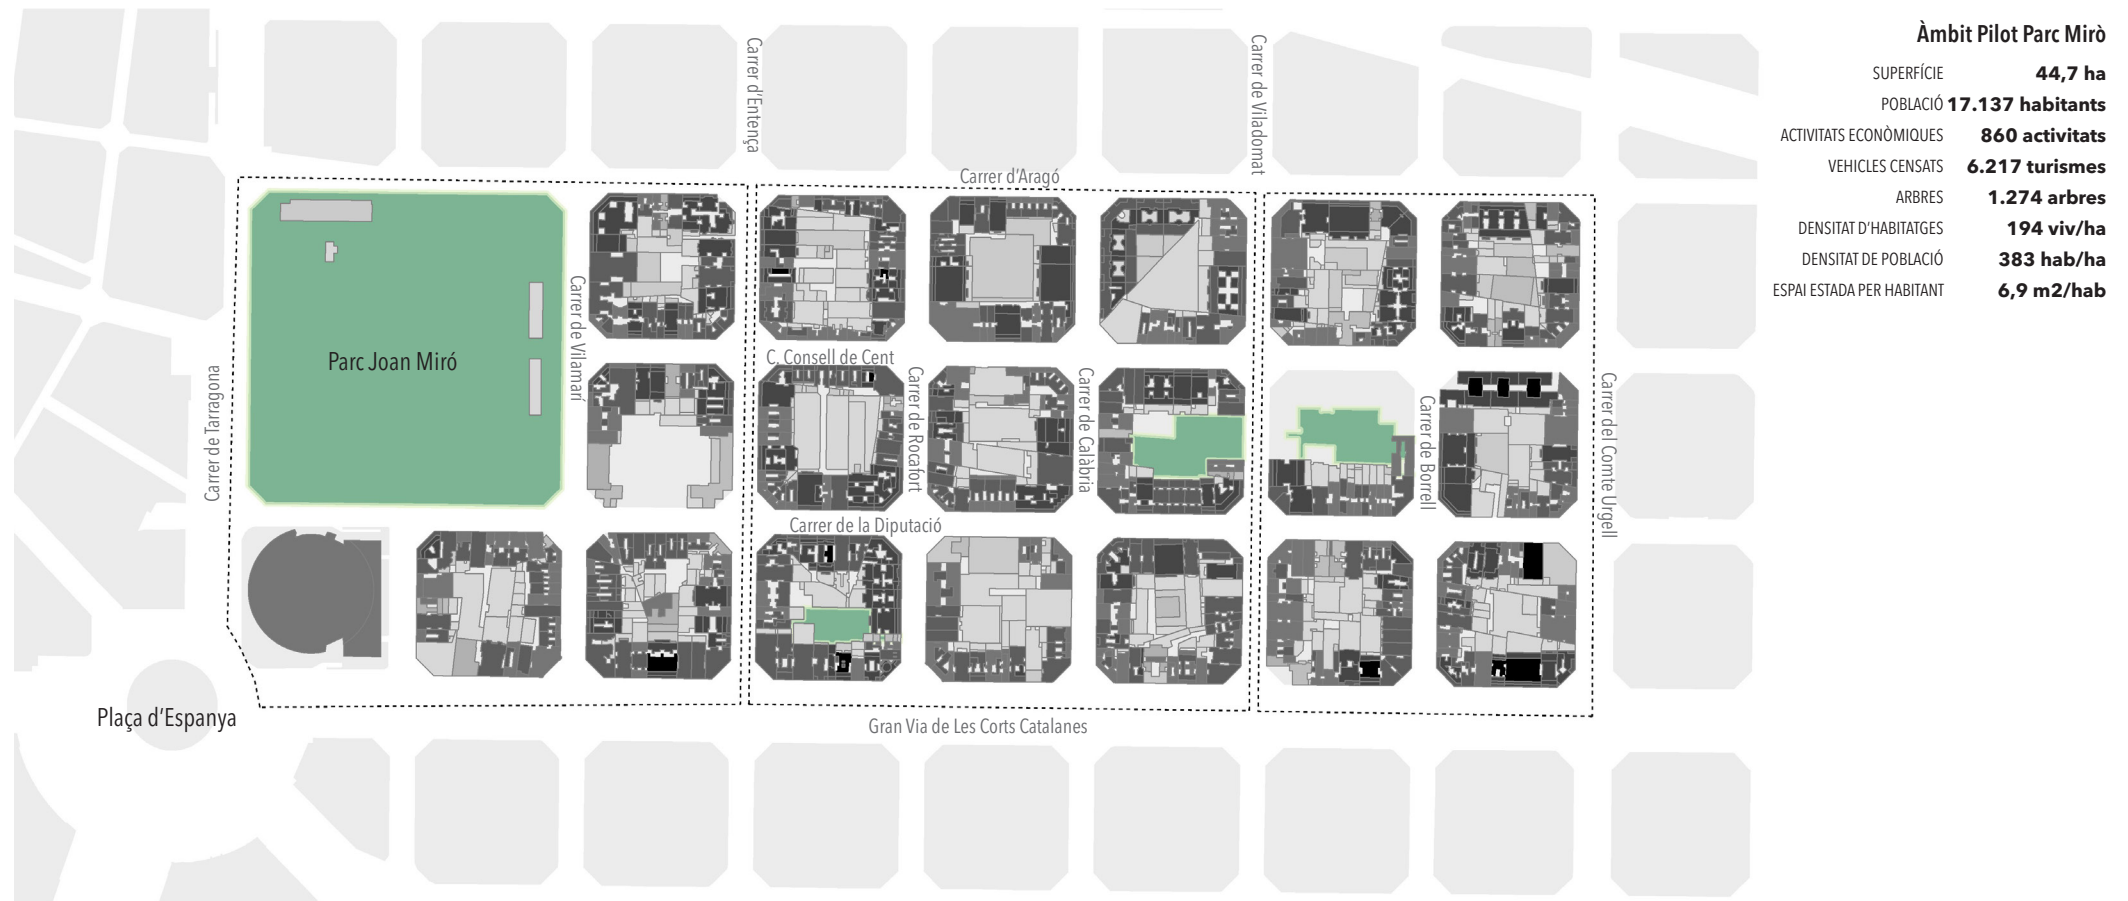 Àmbit Pilot Parc Mirò
SUPERFÍCIE 44,7 ha
POBLACIÓ 17.137 habitants
ACTIVITATS ECONÒMIQUES 860 activitats
VEHICLES CENSATS 6.217 turismes
ARBRES 1.274 arbres
DENSITAT D'HABITATGES 194 viv/ha
DENSITAT DE POBLACIÓ 383 hab/ha
ESPAI ESTADA PER HABITANT 6,9 m2/hab
Carrer d'Entença
Carrer de Viladomat
Carrer d'Aragó
Carrer de Vilamarí
Parc Joan Miró
C. Consell de Cent
Carrer de Tarragona
Carrer de Rocafort
Carrer de Calàbria
Carrer de Borrell
Carrer del Comte Urgell
Carrer de la Diputació
Plaça d'Espanya
Gran Via de Les Corts Catalanes